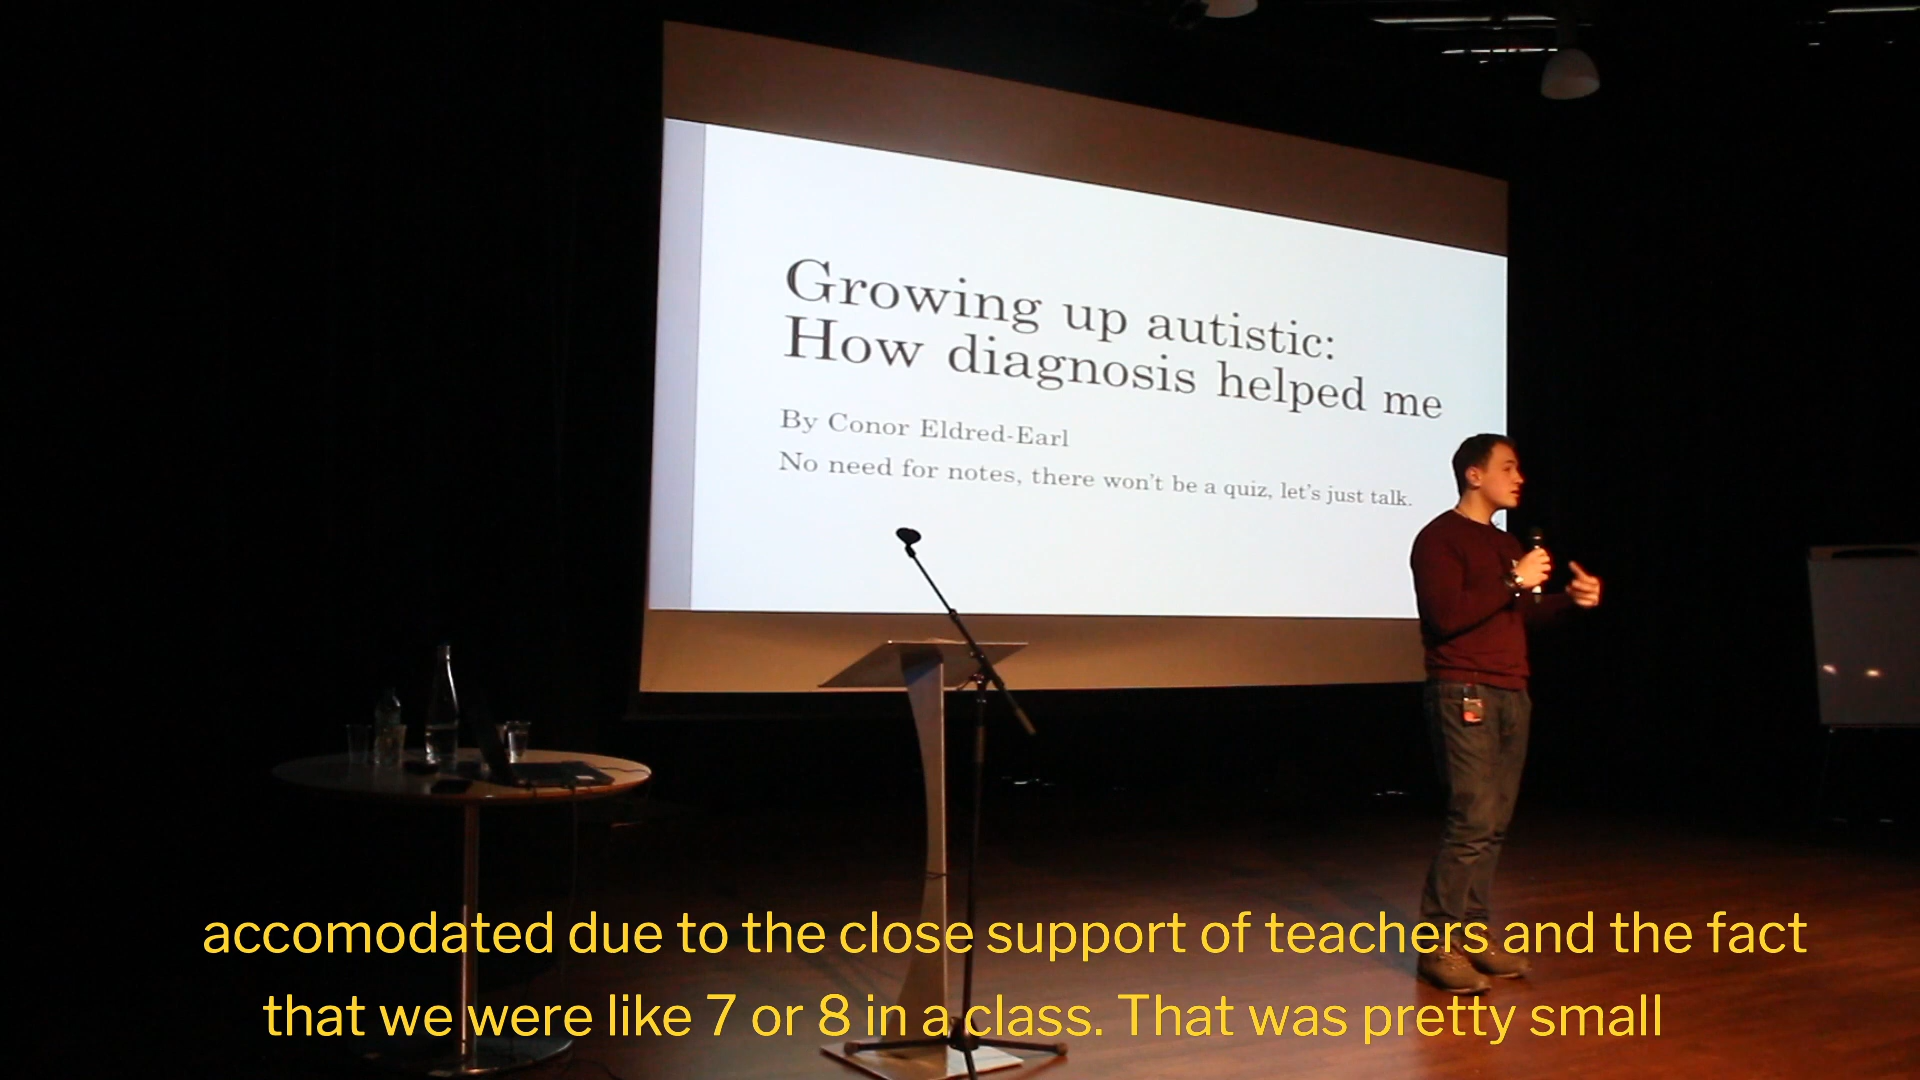 Growing up autistic:
How diagnosis helped me
By Conor Eldred-Earl
No need for notes, there won't be a quiz, let's just talk.
accomodated due to the close support of teachers and the fact
that we were like 7 or 8 in a class. That was pretty small